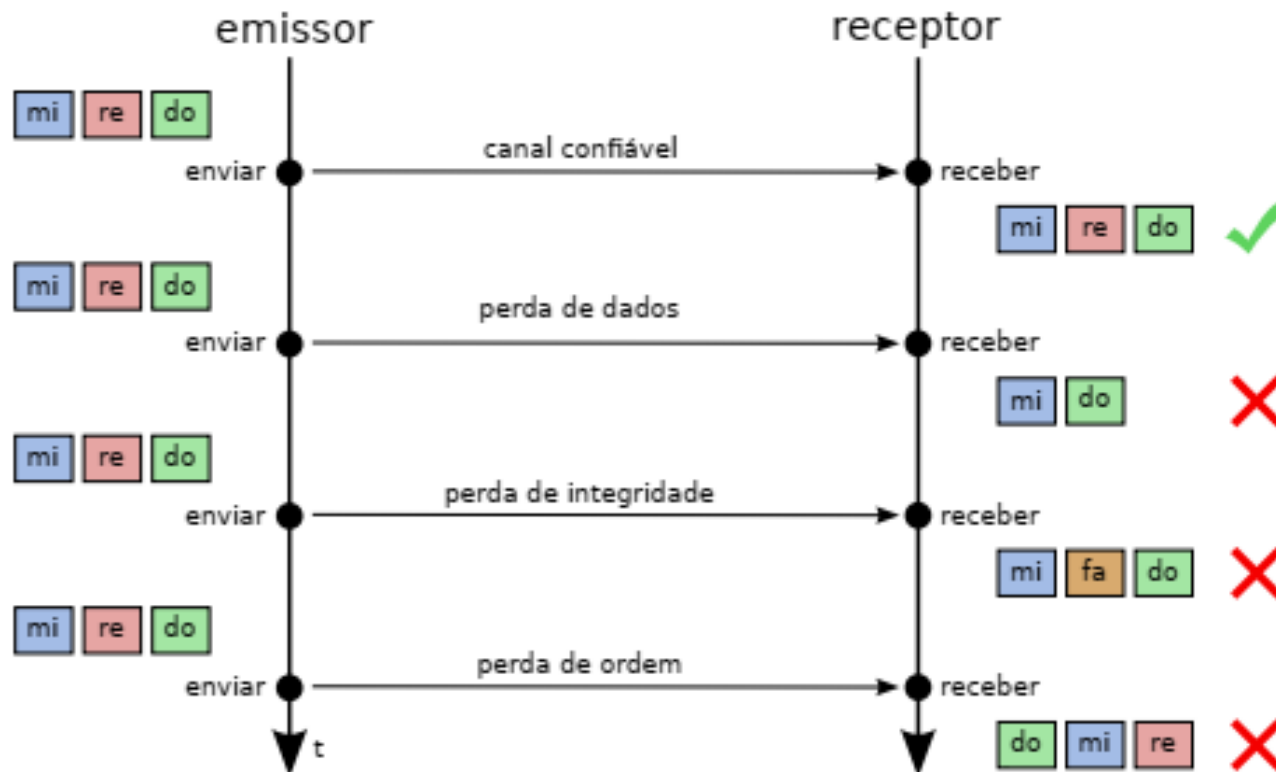 emissor
receptor
mi re do
canal confiável
enviar
receber
mi re do
mi re do
perda de dados
enviar
receber
mi do
mi re do
perda de integridade
enviar
receber
mi fa do
mi re do
perda de ordem
enviar
receber
t
do mi re